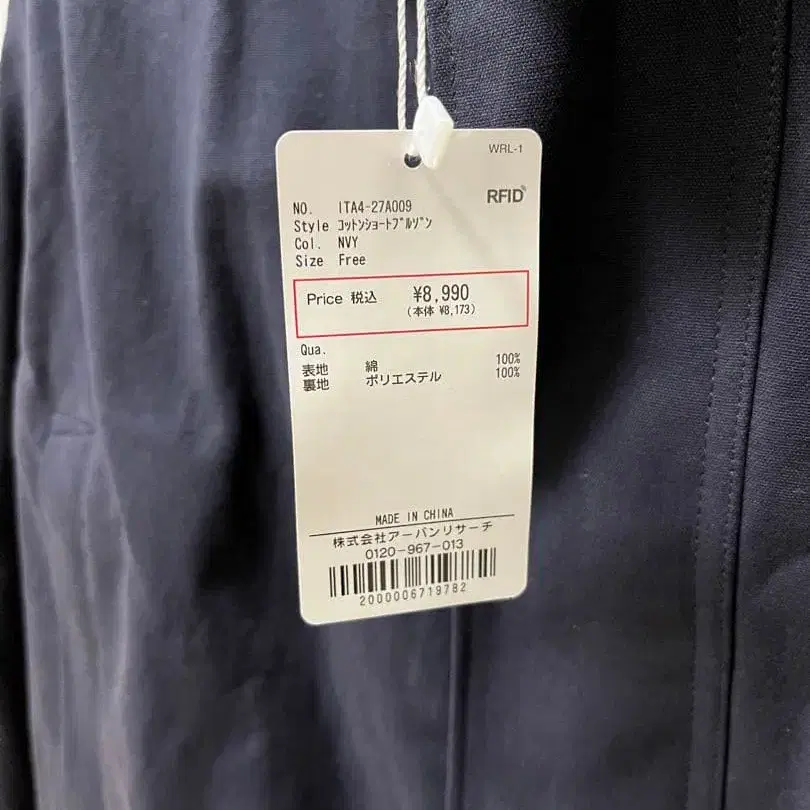 WRL-1
RFID
NO. ITA4-27A009
Style コットンショートブルゾン
Col. NVY
Size Free
Price 税込 ¥8,990
(本体 ¥8,173)
Qua.
表地 綿 100%
裏地 ポリエステル 100%
MADE IN CHINA
株式会社アーバンリサーチ
0120-967-013
2000006719782